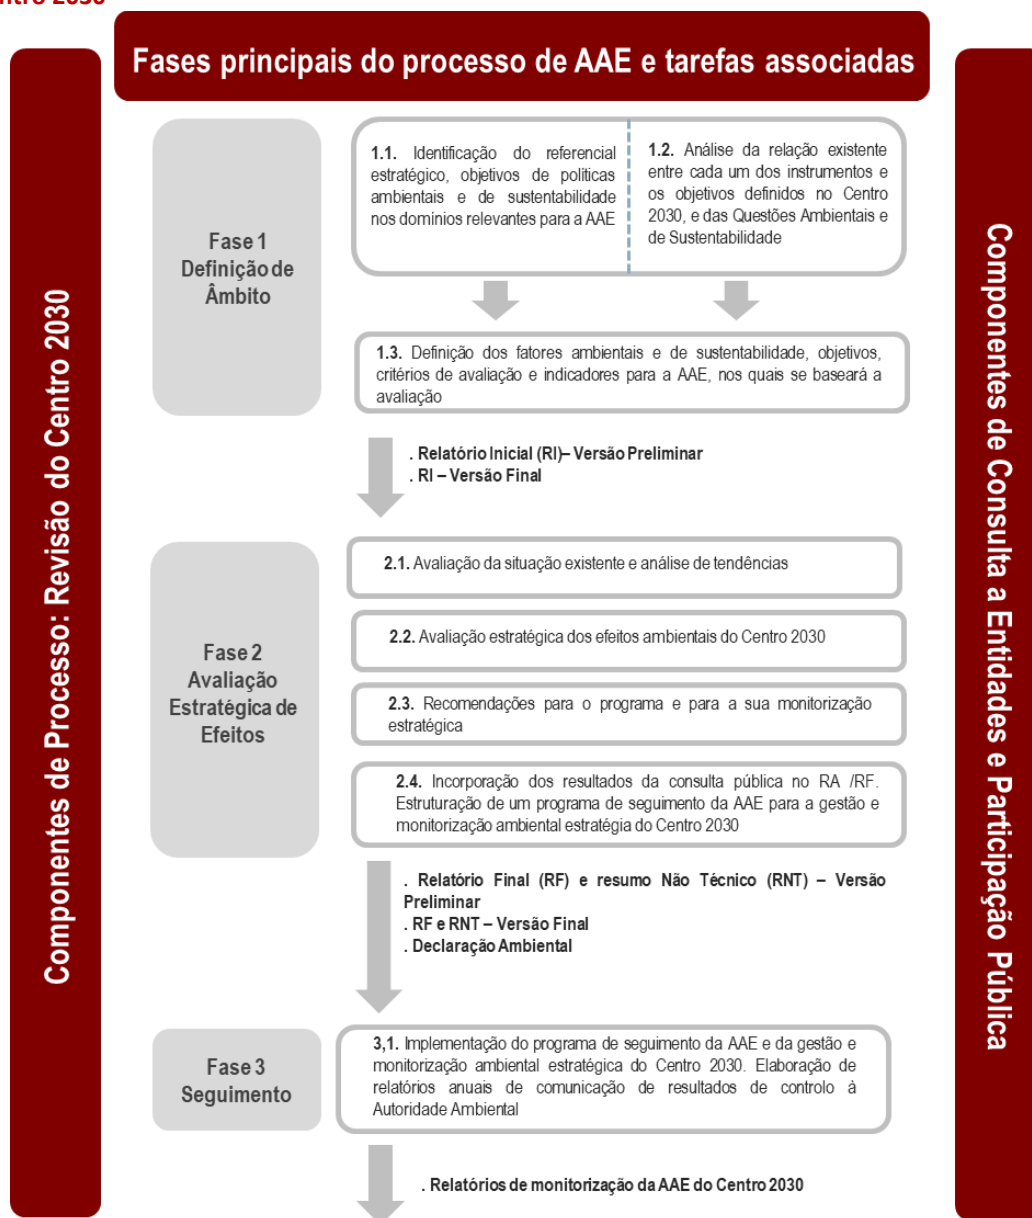 Fases principais do processo de AAE e tarefas associadas
Componentes de Processo: Revisão do Centro 2030
Fase 1
Definição de
Âmbito
1.1. Identificação do referencial
estratégico, objetivos de políticas
ambientais e de sustentabilidade
nos domínios relevantes para a AAE
1.2. Análise da relação existente
entre cada um dos instrumentos e
os objetivos definidos no Centro
2030, e das Questões Ambientais e
de Sustentabilidade
1.3. Definição dos fatores ambientais e de sustentabilidade, objetivos,
critérios de avaliação e indicadores para a AAE, nos quais se baseará a
avaliação
. Relatório Inicial (RI)– Versão Preliminar
. RI – Versão Final
Fase 2
Avaliação
Estratégica de
Efeitos
2.1. Avaliação da situação existente e análise de tendências
2.2. Avaliação estratégica dos efeitos ambientais do Centro 2030
2.3. Recomendações para o programa e para a sua monitorização
estratégica
2.4. Incorporação dos resultados da consulta pública no RA /RF.
Estruturação de um programa de seguimento da AAE para a gestão e
monitorização ambiental estratégia do Centro 2030
. Relatório Final (RF) e resumo Não Técnico (RNT) – Versão
Preliminar
. RF e RNT – Versão Final
. Declaração Ambiental
Fase 3
Seguimento
3,1. Implementação do programa de seguimento da AAE e da gestão e
monitorização ambiental estratégica do Centro 2030. Elaboração de
relatórios anuais de comunicação de resultados de controlo à
Autoridade Ambiental
. Relatórios de monitorização da AAE do Centro 2030
Componentes de Consulta a Entidades e Participação Pública